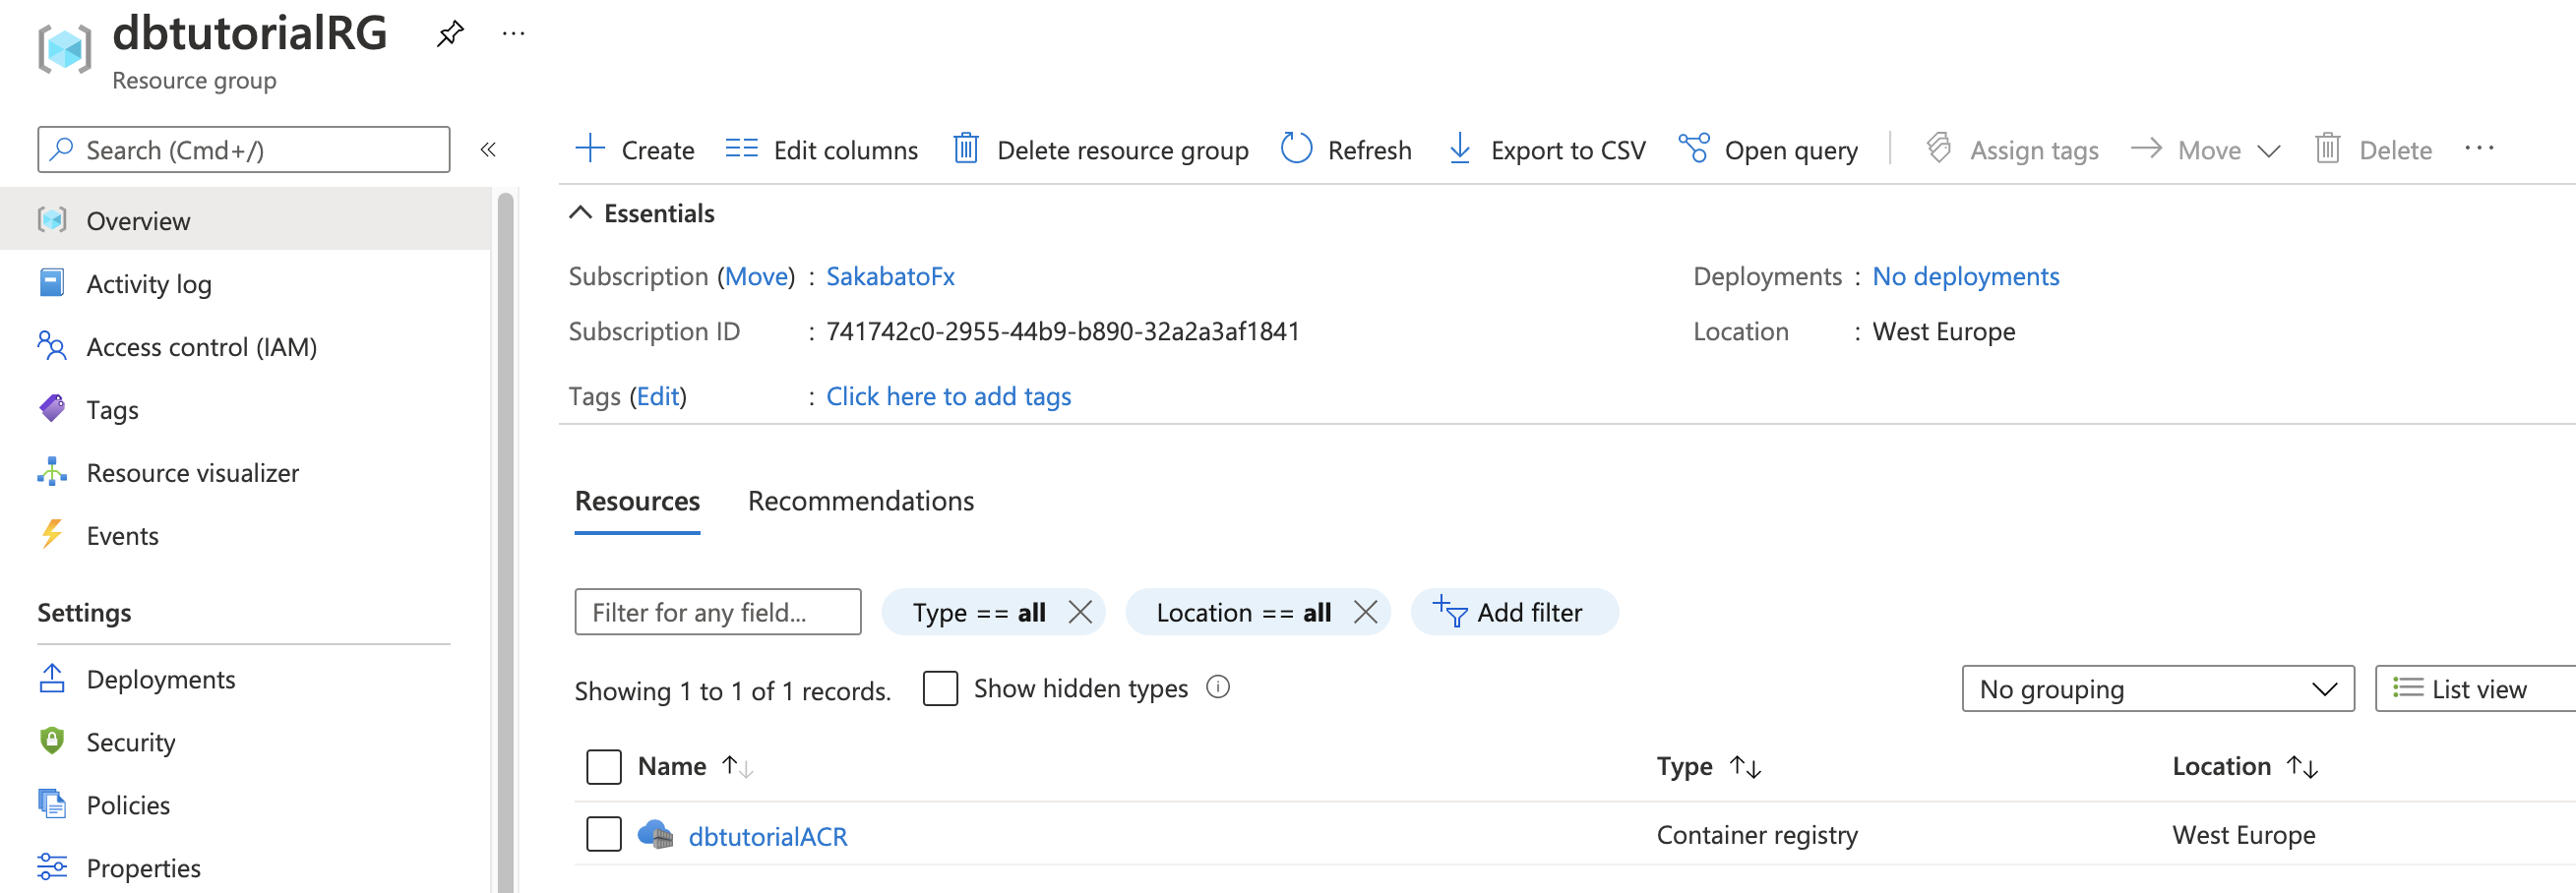 dbtutorialRG
Resource group
Search (Cmd+/)
Overview
Activity log
Access control (IAM)
Tags
Resource visualizer
Events
Settings
Deployments
Security
Policies
Properties
Create Edit columns Delete resource group Refresh Export to CSV Open query Assign tags Move Delete
Essentials
Subscription (Move) : SakabatoFx
Deployments : No deployments
Subscription ID : 741742c0-2955-44b9-b890-32a2a3af1841
Location : West Europe
Tags (Edit) : Click here to add tags
Resources Recommendations
Filter for any field... Type == all Location == all Add filter
Showing 1 to 1 of 1 records. Show hidden types No grouping List view
Name Type Location
dbtutorialACR Container registry West Europe